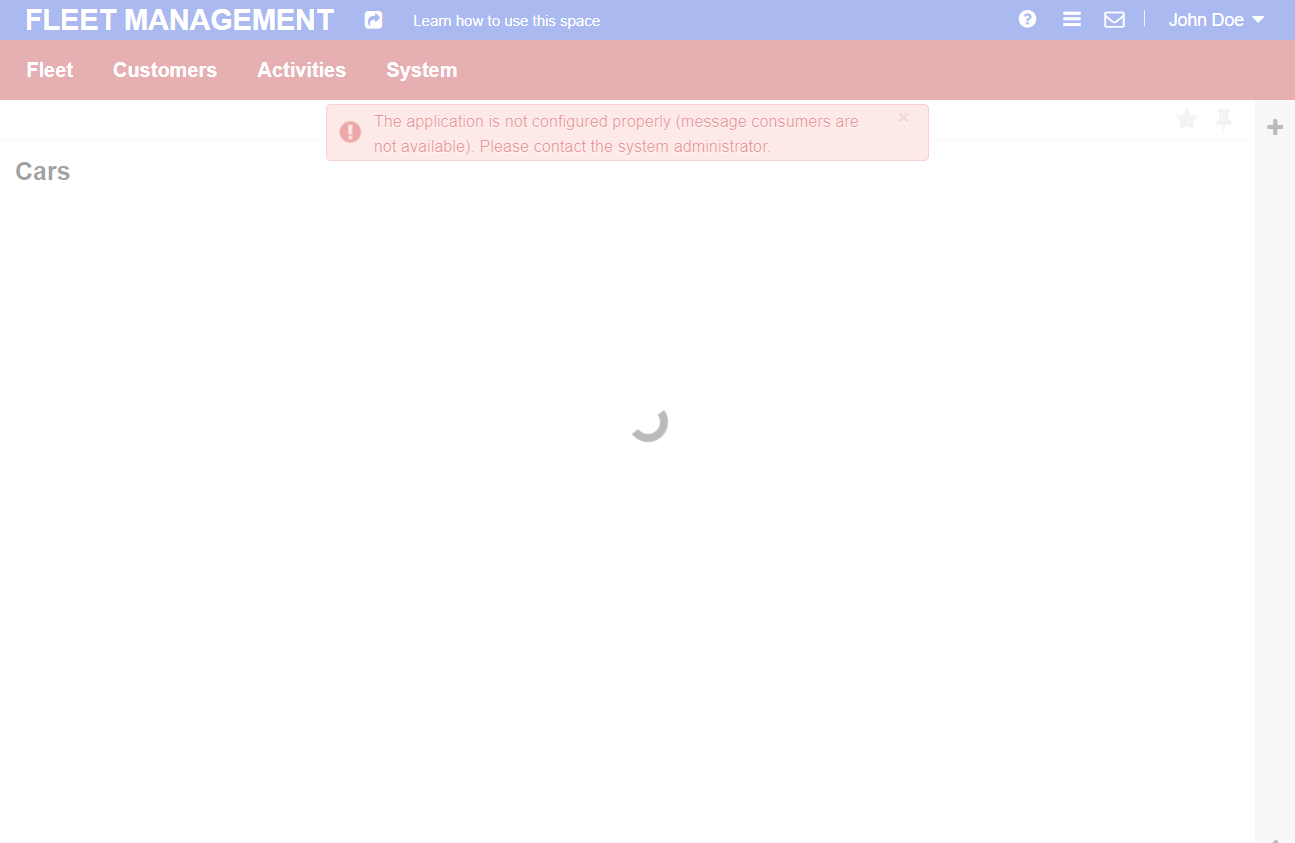 FLEET MANAGEMENT
Learn how to use this space
John Doe
Fleet
Customers
Activities
System
The application is not configured properly (message consumers are
not available). Please contact the system administrator.
Cars